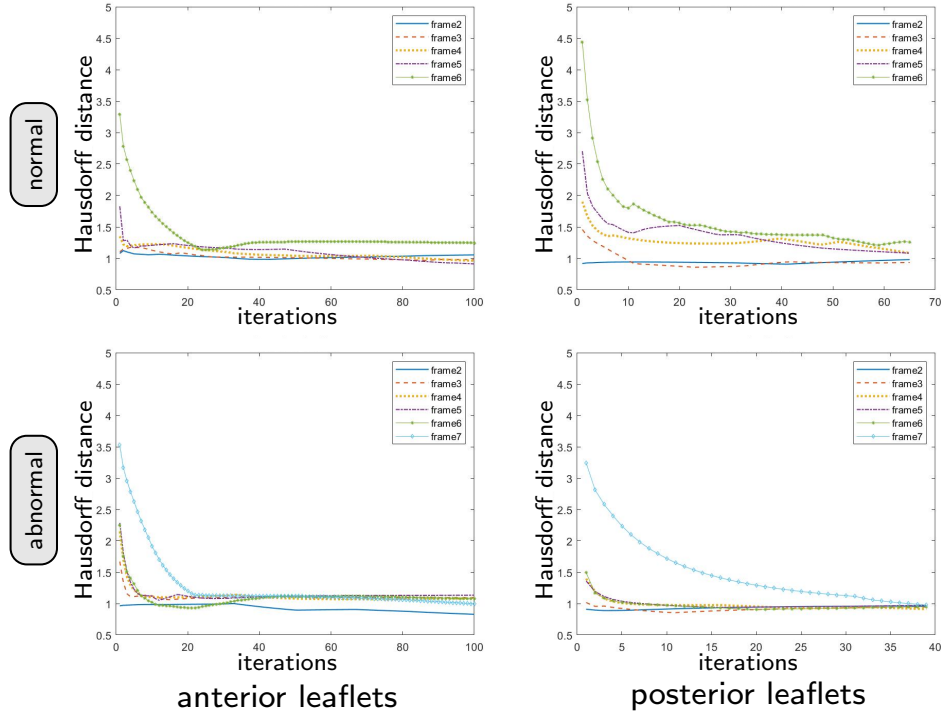 normal
Hausdorff distance
5
4.5
4
3.5
3
2.5
2
1.5
1
0.5
0 20 40 60 80 100
iterations
frame2
frame3
frame4
frame5
frame6
Hausdorff distance
5
4.5
4
3.5
3
2.5
2
1.5
1
0.5
0 10 20 30 40 50 60 70
iterations
frame2
frame3
frame4
frame5
frame6
abnormal
Hausdorff distance
5
4.5
4
3.5
3
2.5
2
1.5
1
0.5
0 20 40 60 80 100
iterations
frame2
frame3
frame4
frame5
frame6
frame7
anterior leaflets
Hausdorff distance
5
4.5
4
3.5
3
2.5
2
1.5
1
0.5
0 5 10 15 20 25 30 35 40
iterations
frame2
frame3
frame4
frame5
frame6
frame7
posterior leaflets